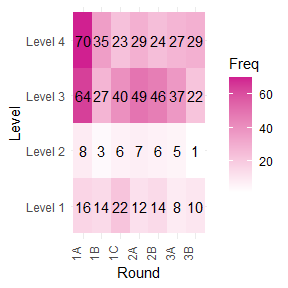 Freq
Level 4 70 35 23 29 24 27 29 60
Level 3 64 27 40 49 46 37 22 40
Level 2 8 3 6 7 6 5 1 20
Level 1 16 14 22 12 14 8 10
Level
1A 1B 1C 2A 2B 3A 3B
Round